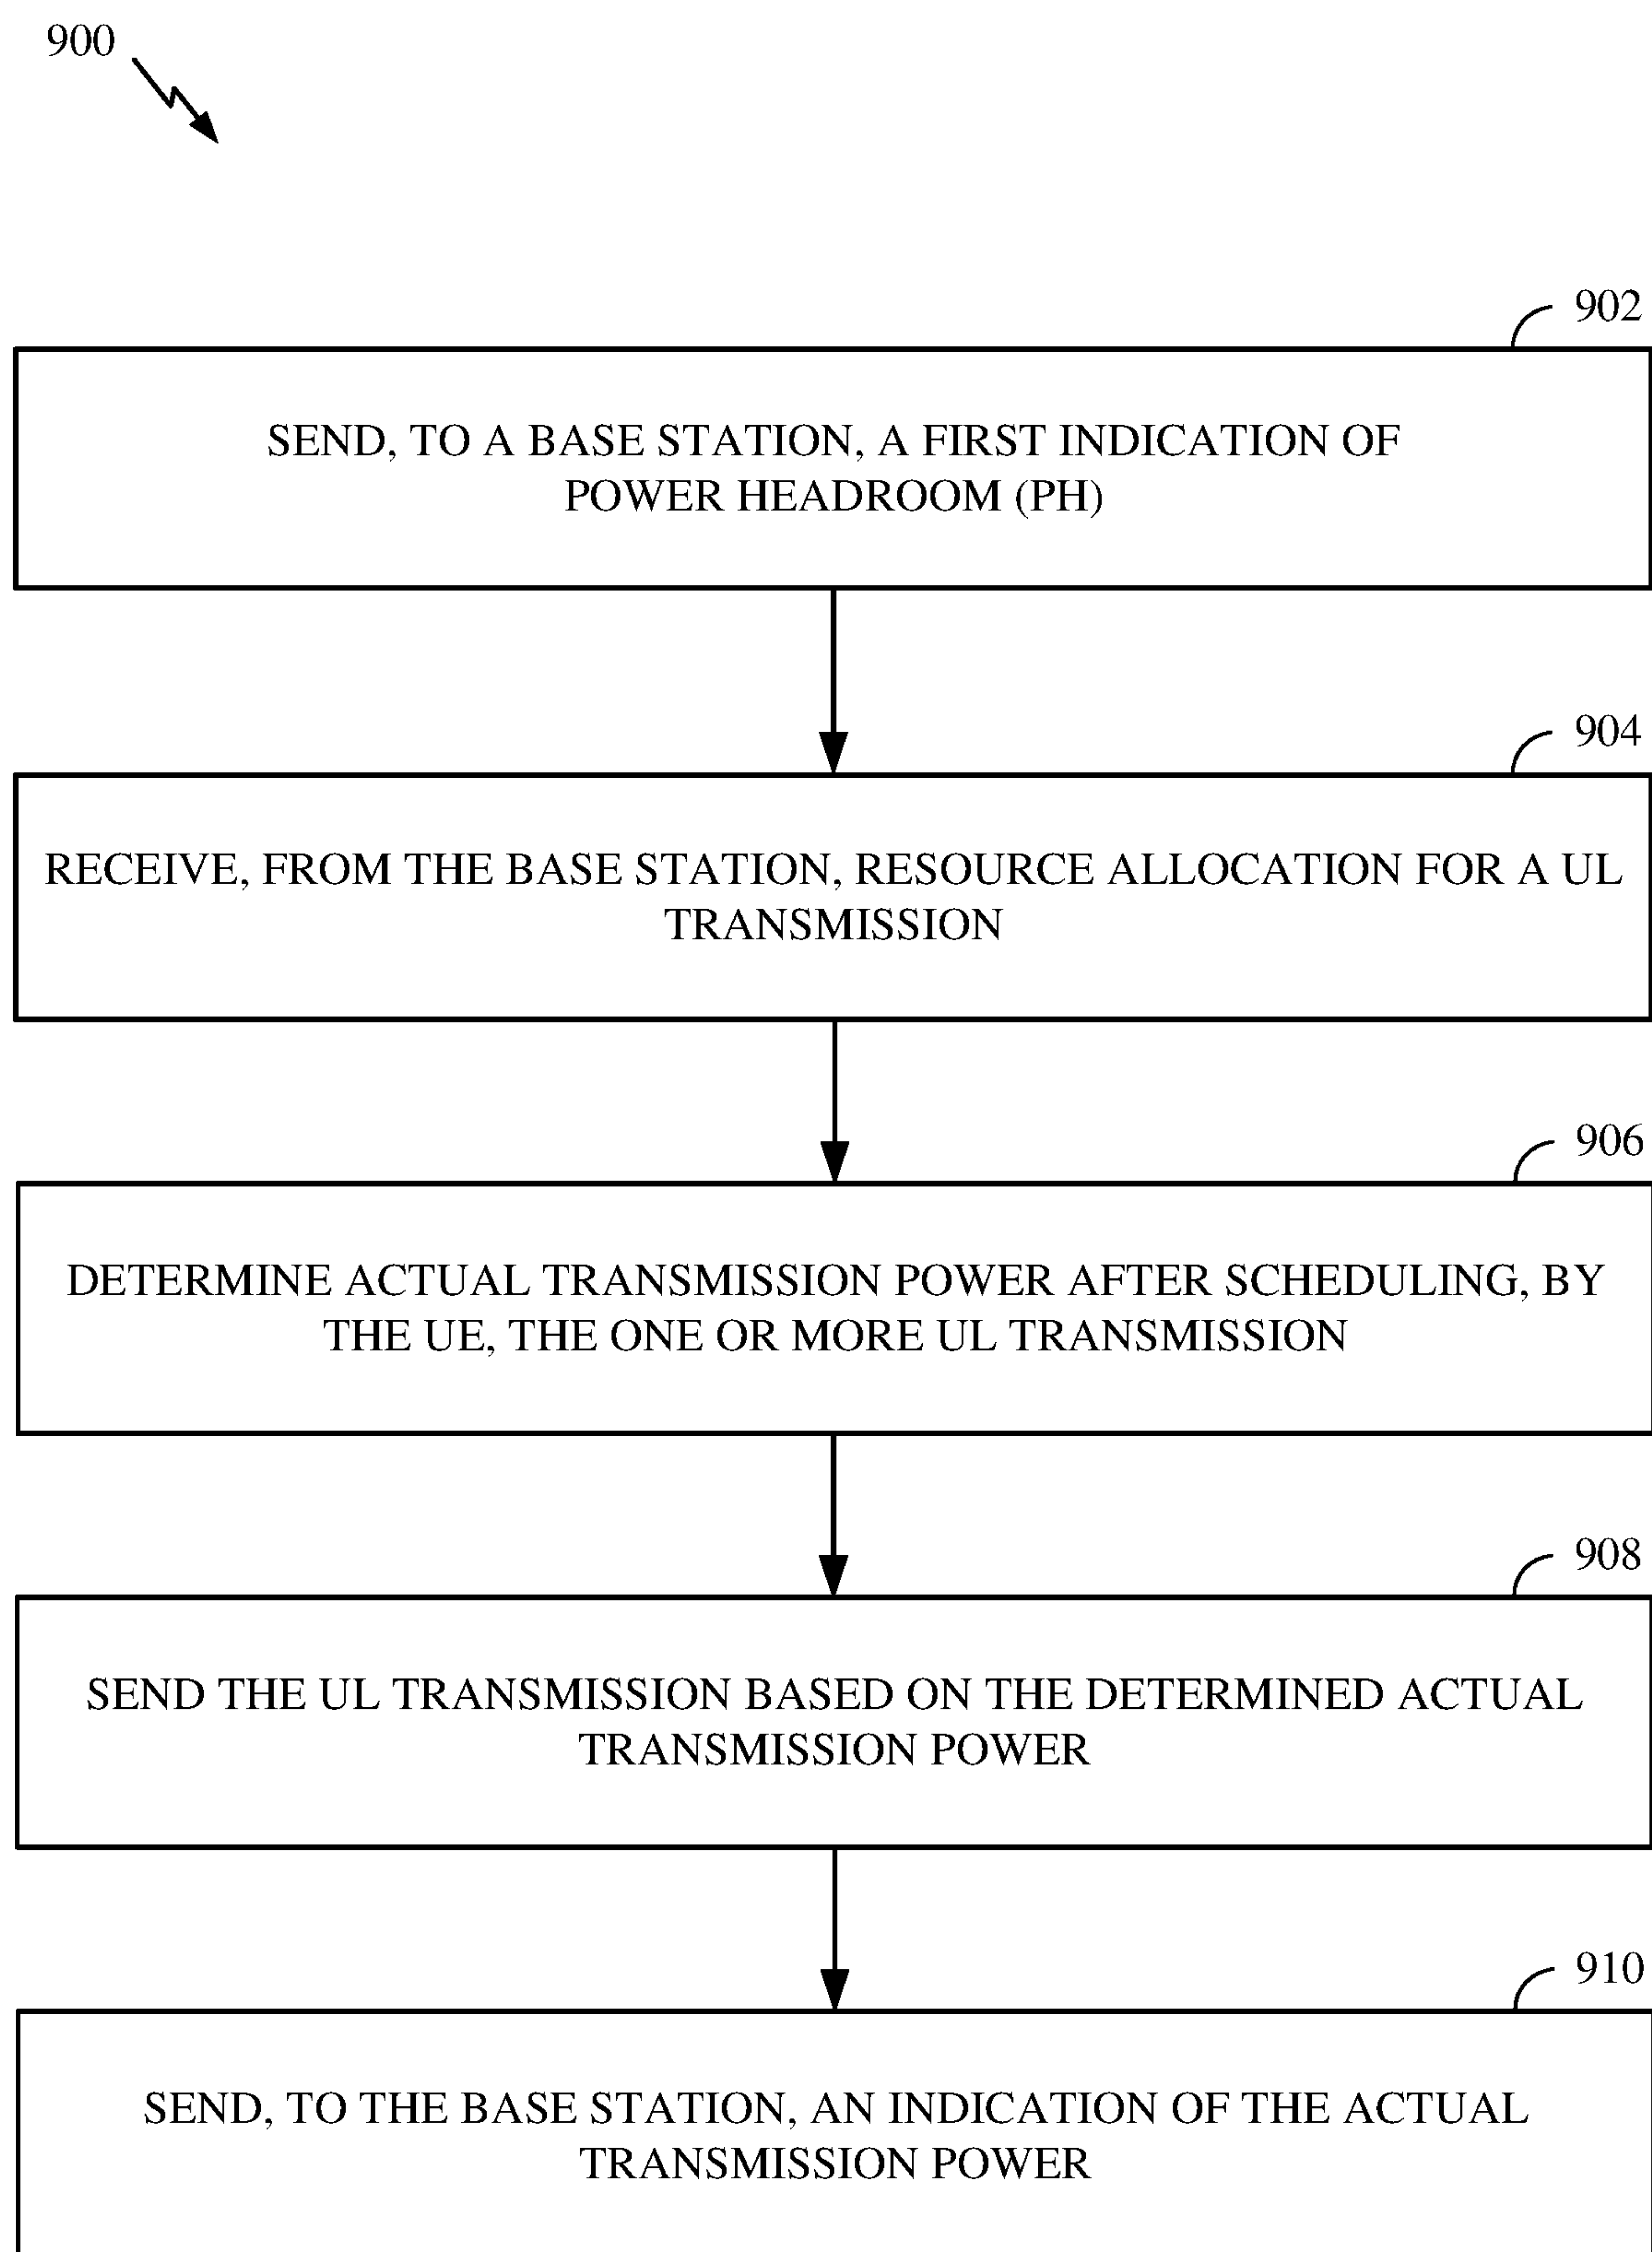 900
902
SEND, TO A BASE STATION, A FIRST INDICATION OF
POWER HEADROOM (PH)
904
RECEIVE, FROM THE BASE STATION, RESOURCE ALLOCATION FOR A UL
TRANSMISSION
906
DETERMINE ACTUAL TRANSMISSION POWER AFTER SCHEDULING, BY
THE UE, THE ONE OR MORE UL TRANSMISSION
908
SEND THE UL TRANSMISSION BASED ON THE DETERMINED ACTUAL
TRANSMISSION POWER
910
SEND, TO THE BASE STATION, AN INDICATION OF THE ACTUAL
TRANSMISSION POWER